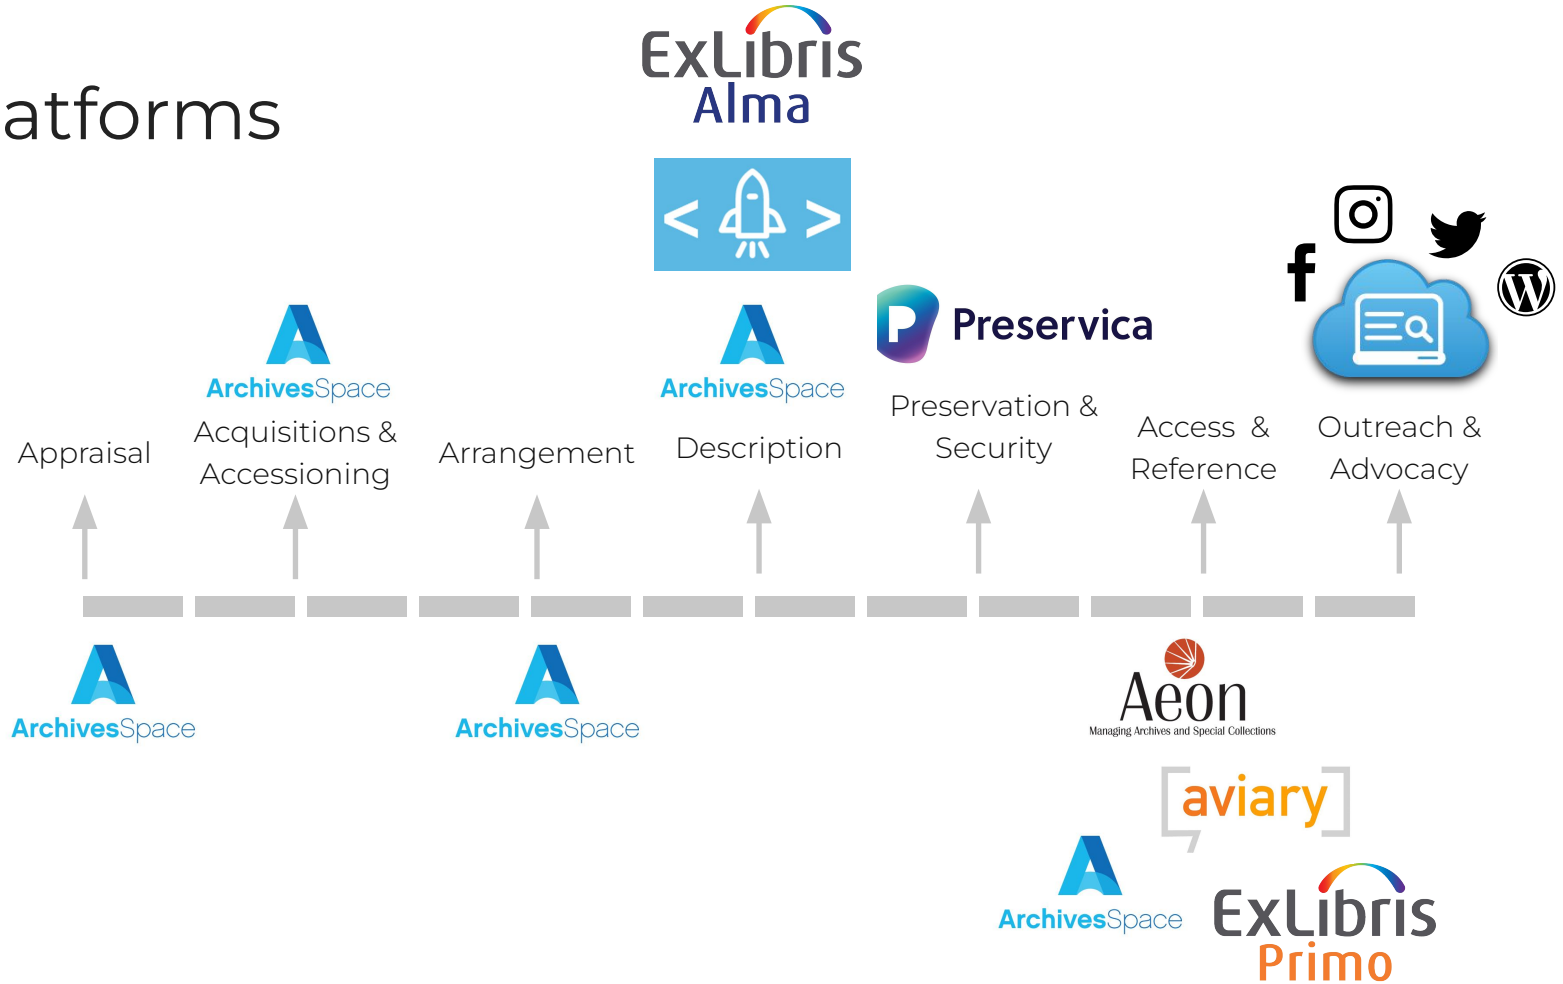 atforms
ExLibris
Alma
< >
ArchivesSpace
ArchivesSpace
Preservica
Appraisal
Acquisitions &
Accessioning
Arrangement
Description
Preservation &
Security
Access &
Reference
Outreach &
Advocacy
ArchivesSpace
ArchivesSpace
Aeon
Managing Archives and Special Collections
aviary
ArchivesSpace
ExLibris
Primo